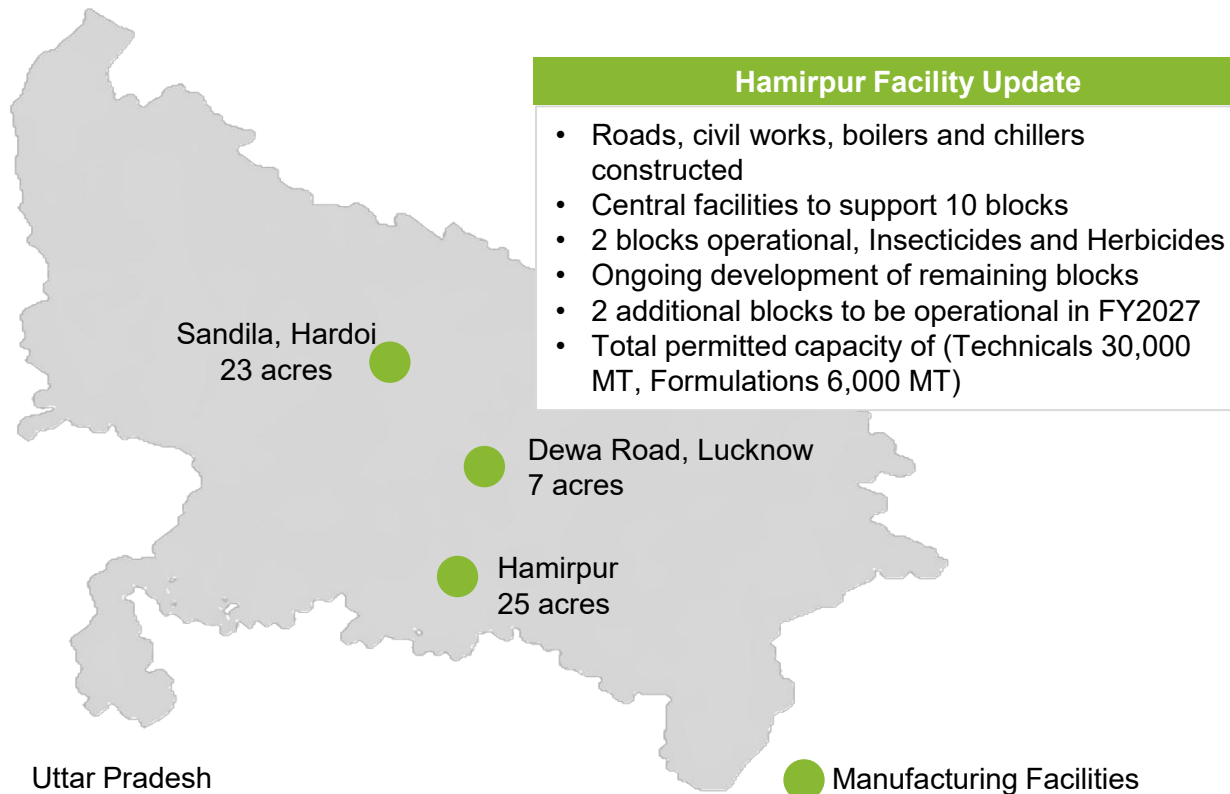 Hamirpur Facility Update
• Roads, civil works, boilers and chillers
constructed
• Central facilities to support 10 blocks
• 2 blocks operational, Insecticides and Herbicides
• Ongoing development of remaining blocks
• 2 additional blocks to be operational in FY2027
• Total permitted capacity of (Technicals 30,000
MT, Formulations 6,000 MT)
Sandila, Hardoi
23 acres
Dewa Road, Lucknow
7 acres
Hamirpur
25 acres
Uttar Pradesh
Manufacturing Facilities